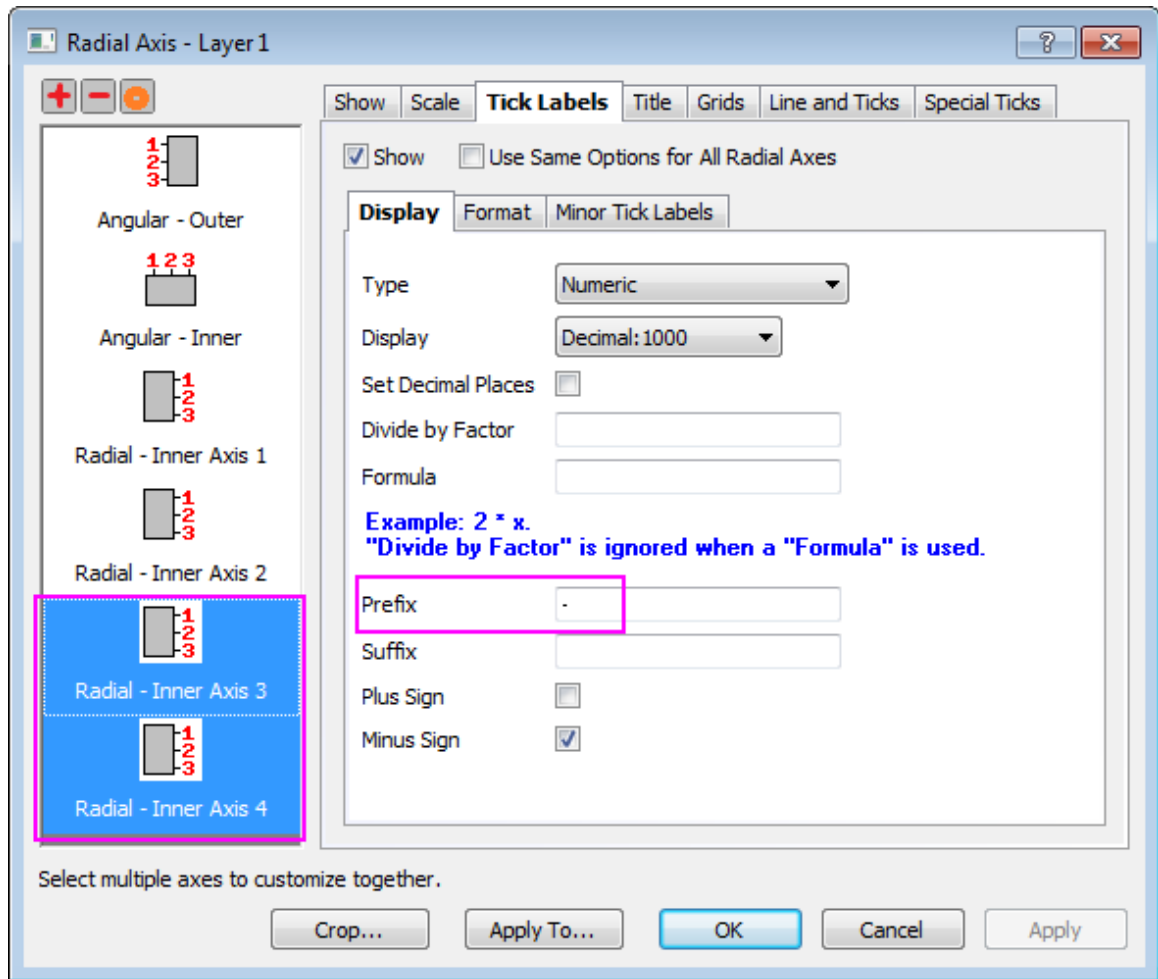 Radial Axis - Layer 1
Show Scale Tick Labels Title Grids Line and Ticks Special Ticks
Show Use Same Options for All Radial Axes
1
2
3
Angular - Outer
1 2 3
Angular - Inner
1
2
3
Radial - Inner Axis 1
1
2
3
Radial - Inner Axis 2
1
2
3
Radial - Inner Axis 3
1
2
3
Radial - Inner Axis 4
Display Format Minor Tick Labels
Type Numeric
Display Decimal:1000
Set Decimal Places
Divide by Factor
Formula
Example: 2 * x.
"Divide by Factor" is ignored when a "Formula" is used.
Prefix -
Suffix
Plus Sign
Minus Sign
Select multiple axes to customize together.
Crop... Apply To... OK Cancel Apply